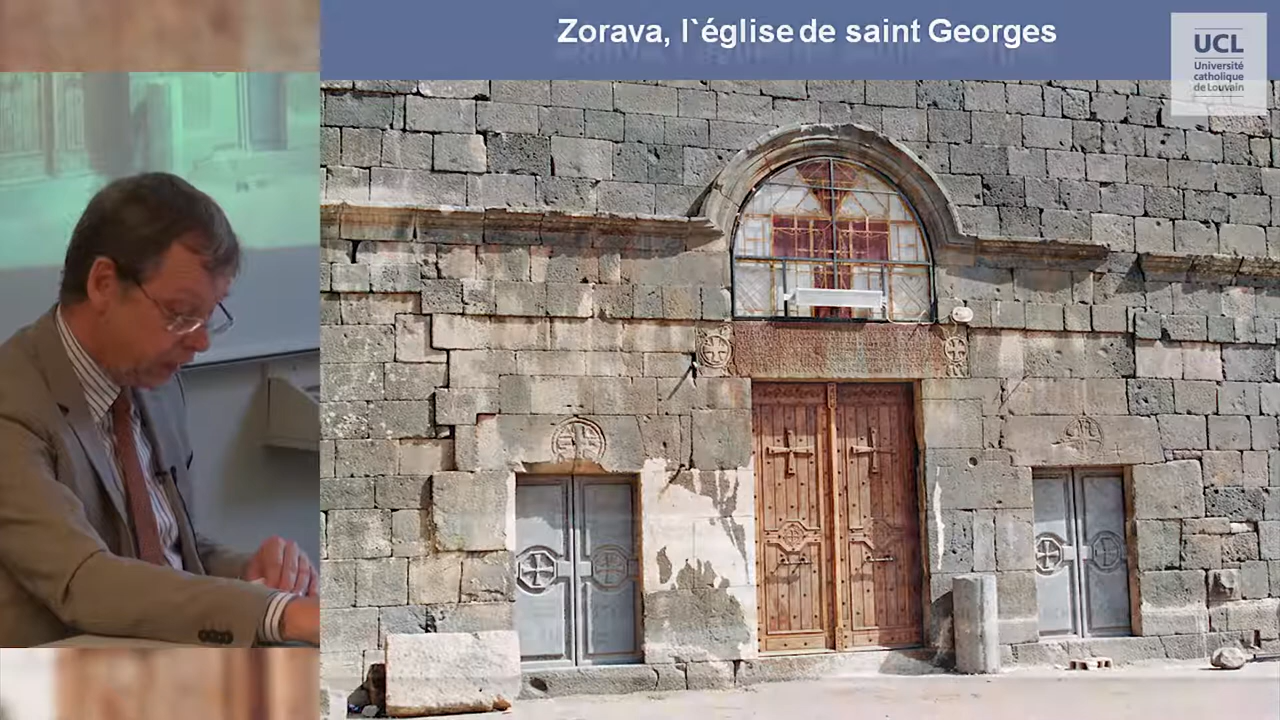 Zorava, l`église de saint Georges
UCL
Université
catholique
de Louvain